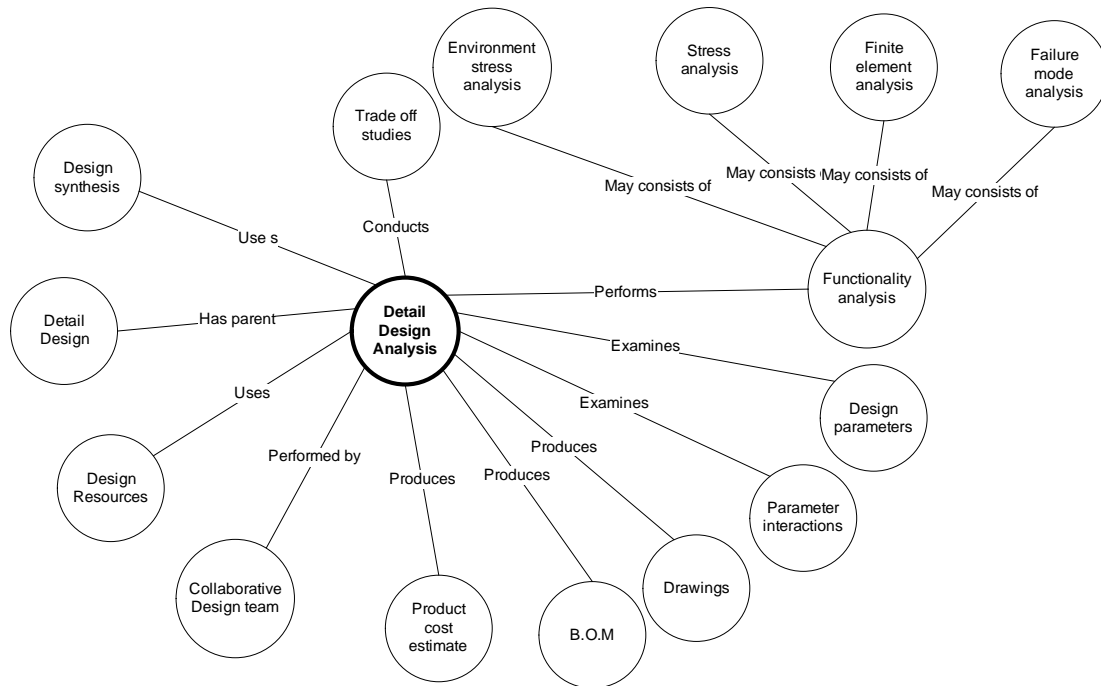 Environment
stress
analysis
Stress
analysis
Finite
element
analysis
Failure
mode
analysis
Trade off
studies
Design
synthesis
May consists of
May consists
May consists of
May consists of
Use s
Conducts
Functionality
analysis
Performs
Detail
Design
Has parent
Detail
Design
Analysis
Examines
Uses
Examines
Design
parameters
Performed by
Produces
Produces
Produces
Design
Resources
Parameter
interactions
Collaborative
Design team
Product
cost
estimate
B.O.M
Drawings